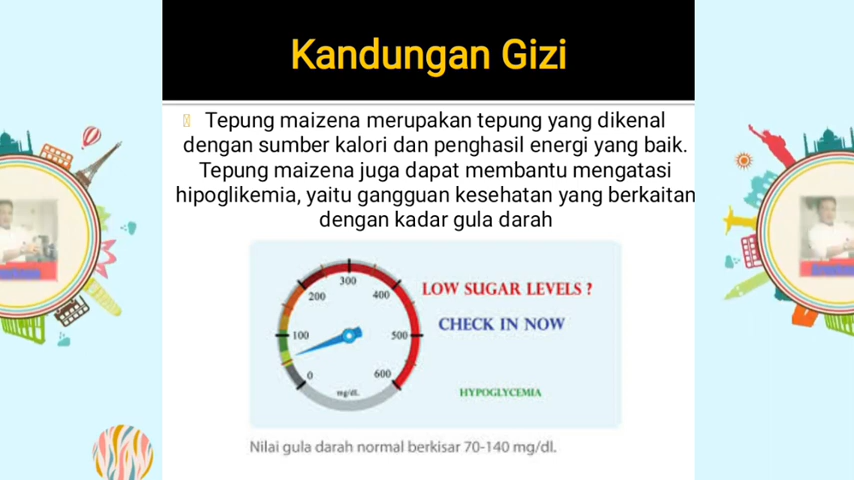 Kandungan Gizi
Tepung maizena merupakan tepung yang dikenal
dengan sumber kalori dan penghasil energi yang baik.
Tepung maizena juga dapat membantu mengatasi
hipoglikemia, yaitu gangguan kesehatan yang berkaitan
dengan kadar gula darah
300
200
400
100
500
0
600
mg/dL.
LOW SUGAR LEVELS ?
CHECK IN NOW
HYPOGLYCEMIA
Nilai gula darah normal berkisar 70-140 mg/dl.